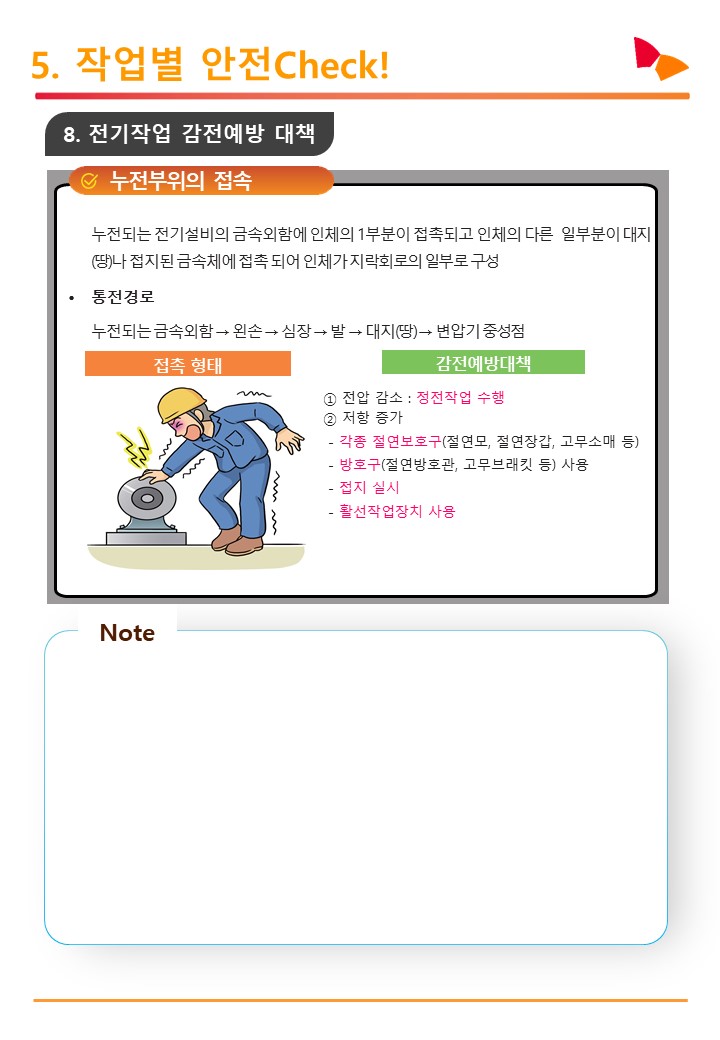 5. 작업별 안전Check!
8. 전기작업 감전예방 대책
누전부위의 접속
누전되는 전기설비의 금속외함에 인체의 1부분이 접촉되고 인체의 다른 일부분이 대지
(땅)나 접지된 금속체에 접촉 되어 인체가 지락회로의 일부로 구성
• 통전경로
누전되는 금속외함 → 왼손 → 심장 → 발 → 대지(땅)→ 변압기 중성점
접촉 형태
감전예방대책
① 전압 감소 : 정전작업 수행
② 저항 증가
- 각종 절연보호구(절연모, 절연장갑, 고무소매 등)
- 방호구(절연방호관, 고무브래킷 등) 사용
- 접지 실시
- 활선작업장치 사용
Note